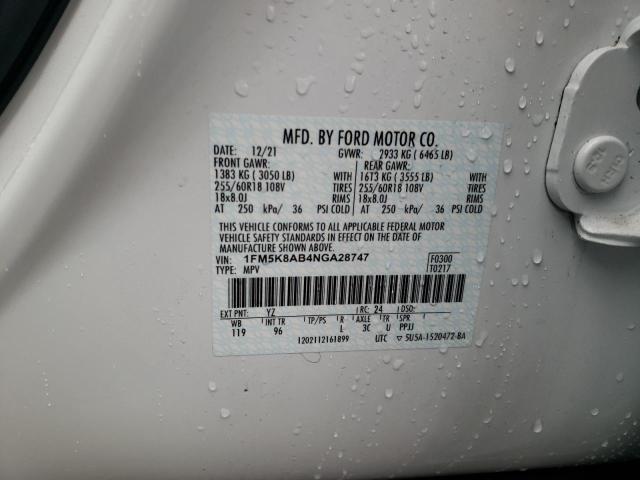 MFD. BY FORD MOTOR CO.
DATE: 12/21 GVWR: 2933 KG ( 6465 LB)
FRONT GAWR: REAR GAWR:
1383 KG ( 3050 LB) WITH 1613 KG ( 3555 LB) WITH
255/60R18 108V TIRES 255/60R18 108V TIRES
18x8.0J RIMS 18x8.0J RIMS
AT 250 kPa/ 36 PSI COLD AT 250 kPa/ 36 PSI COLD
THIS VEHICLE CONFORMS TO ALL APPLICABLE FEDERAL MOTOR
VEHICLE SAFETY STANDARDS IN EFFECT ON THE DATE OF
MANUFACTURE SHOWN ABOVE.
VIN: 1FM5K8AB4NGA28747 F0300
TYPE: MPV T0217
EXT PNT: YZ RC: 24 DSO:
WB INT TR TP/PS R AXLE TR SPR
119 96 L 3C U PPJJ
1202112161899 UTC ▽ 5U5A-1520472-BA